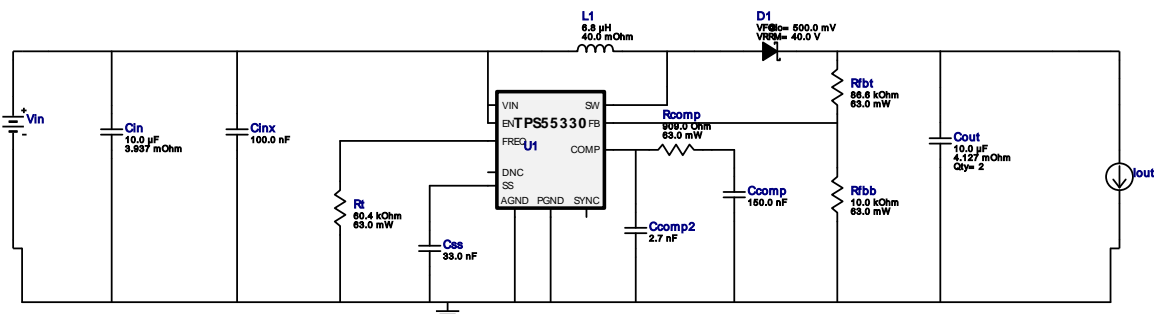 L1
6.8 µH
40.0 mOhm
D1
VFatIo= 500.0 mV
VRRM= 40.0 V
Vin
Cin
10.0 µF
3.937 mOhm
Cinx
100.0 nF
Rt
60.4 kOhm
63.0 mW
Css
33.0 nF
VIN
EN
FREQ
DNC
SS
AGND
PGND
SYNC
SW
FB
COMP
TPS55330
U1
Rcomp
909.0 Ohm
63.0 mW
Ccomp
150.0 nF
Ccomp2
2.7 nF
Rfbt
86.6 kOhm
63.0 mW
Rfbb
10.0 kOhm
63.0 mW
Cout
10.0 µF
4.127 mOhm
Qty= 2
Iout